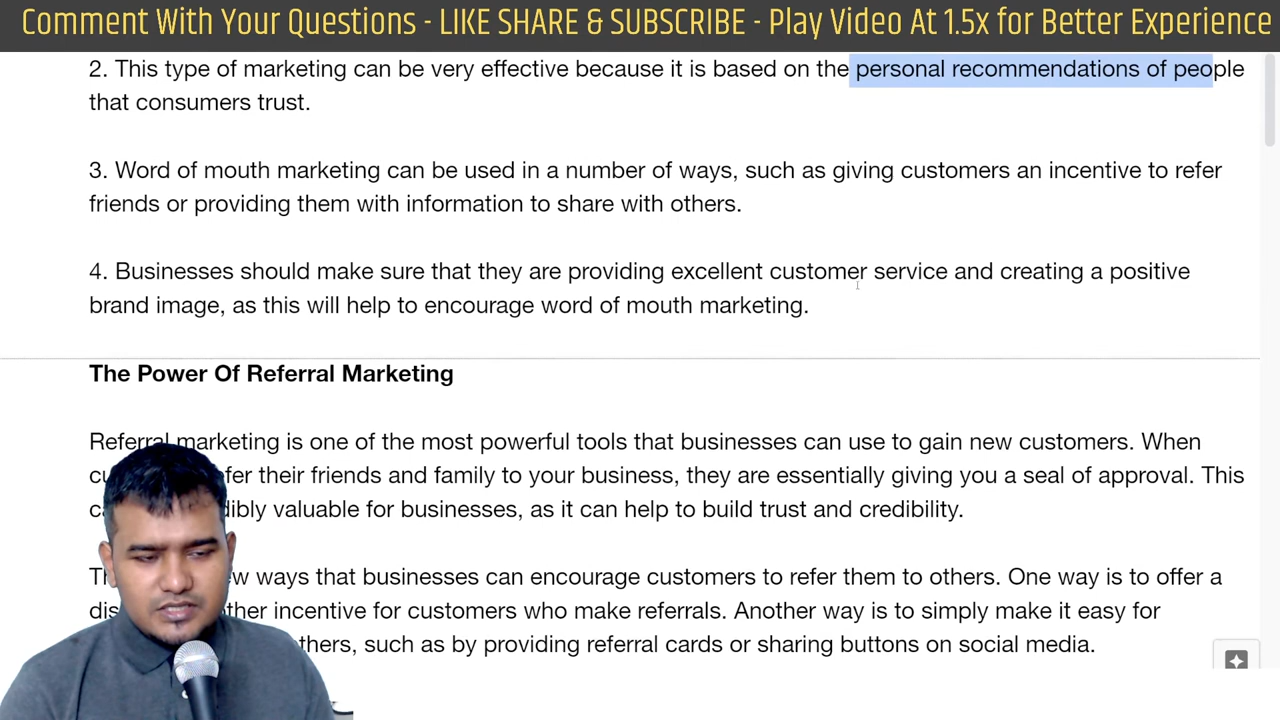 Comment With Your Questions - LIKE SHARE & SUBSCRIBE - Play Video At 1.5x for Better Experience
2. This type of marketing can be very effective because it is based on the personal recommendations of people
that consumers trust.
3. Word of mouth marketing can be used in a number of ways, such as giving customers an incentive to refer
friends or providing them with information to share with others.
4. Businesses should make sure that they are providing excellent customer service and creating a positive
brand image, as this will help to encourage word of mouth marketing.
The Power Of Referral Marketing
Referral marketing is one of the most powerful tools that businesses can use to gain new customers. When
their friends and family to your business, they are essentially giving you a seal of approval. This
valuable for businesses, as it can help to build trust and credibility.
ways that businesses can encourage customers to refer them to others. One way is to offer a
incentive for customers who make referrals. Another way is to simply make it easy for
such as by providing referral cards or sharing buttons on social media.